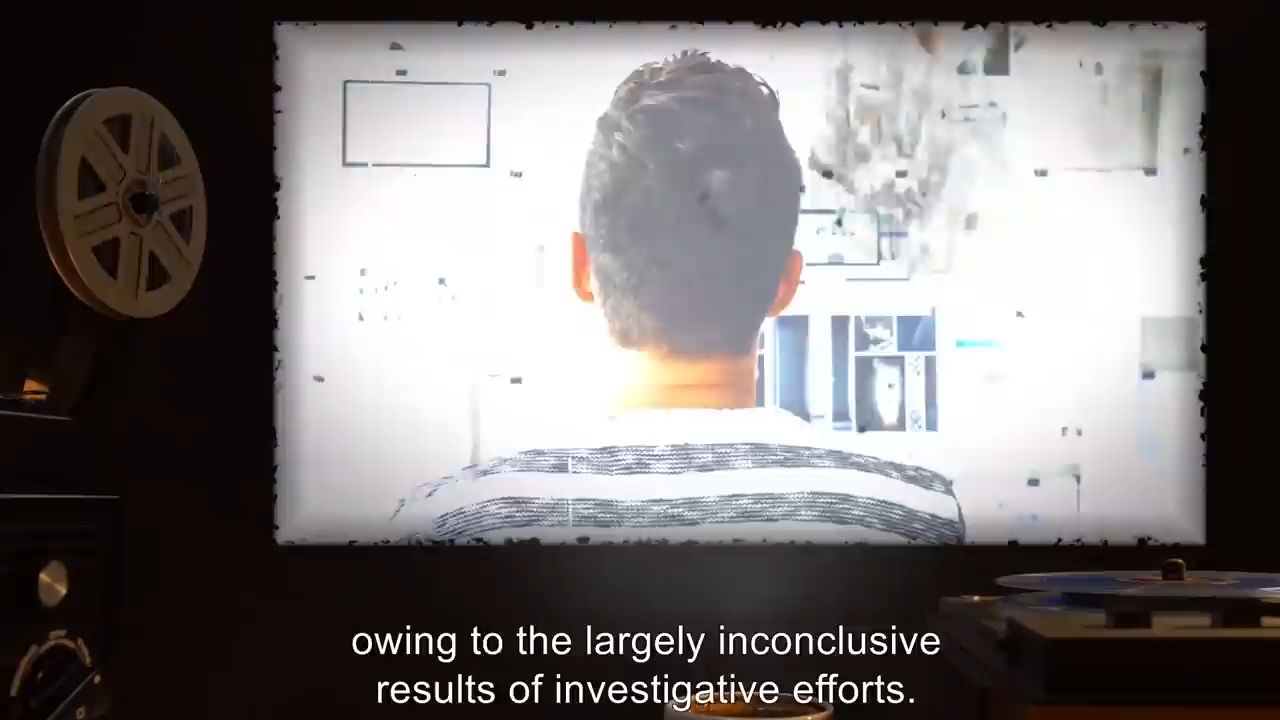 owing to the largely inconclusive
results of investigative efforts.